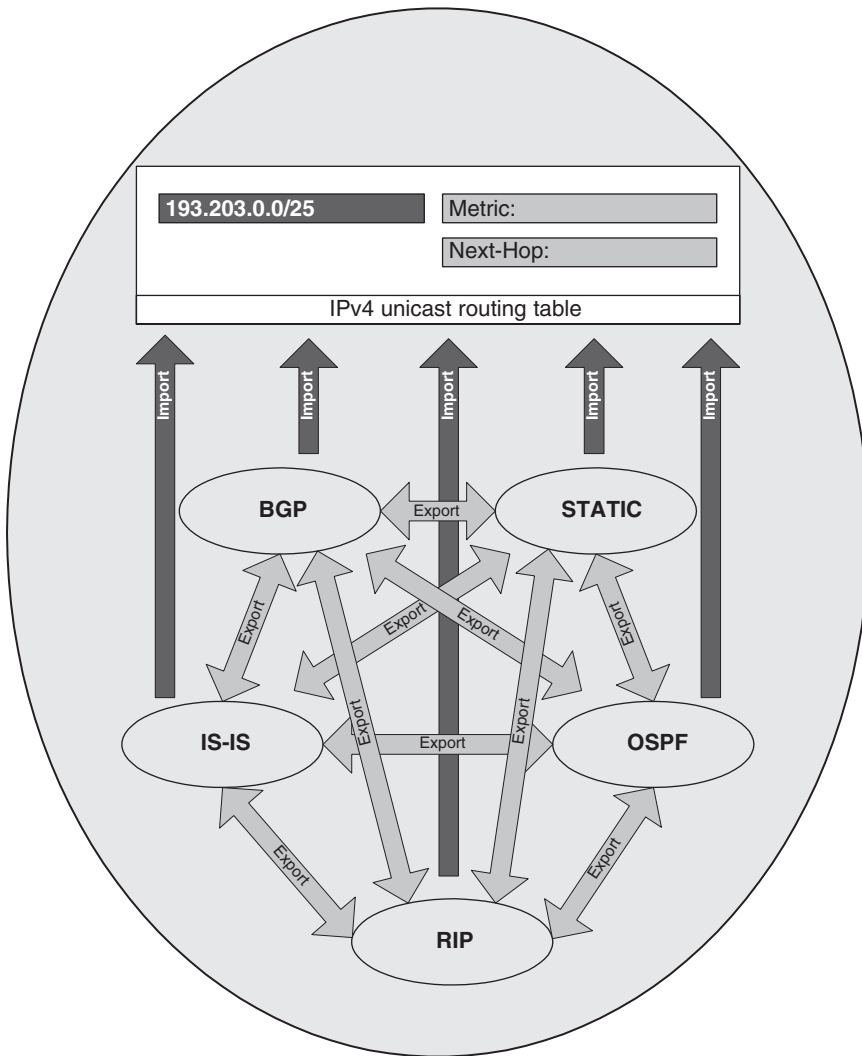 193.203.0.0/25
Metric:
Next-Hop:
IPv4 unicast routing table
Import
Import
Import
Import
Import
BGP
Export
STATIC
Export
Export
Export
Export
Export
Export
IS-IS
Export
OSPF
Export
Export
RIP